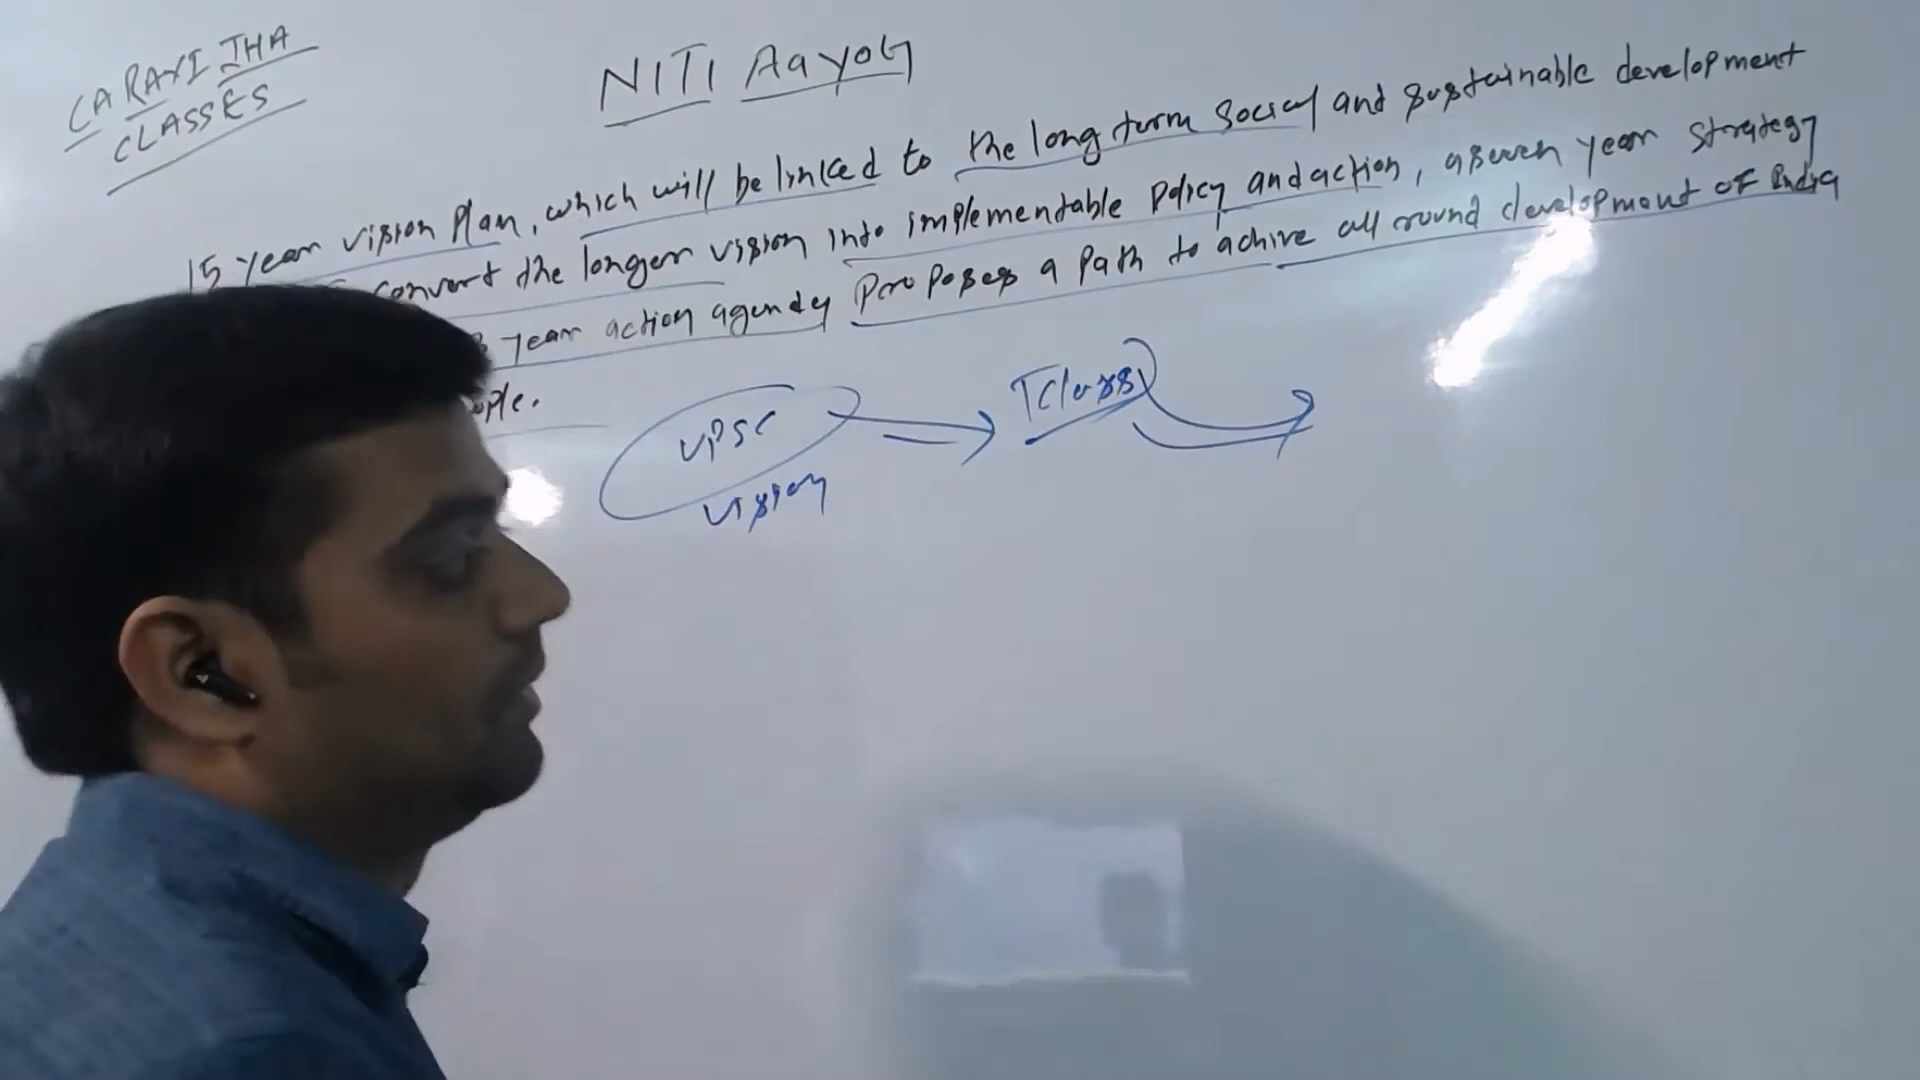 CA RAVI JHA
CLASSES
NITI Aayog
15 year vision plan, which will be linked to the long term social and sustainable development
convert the longer vision into implementable policy and action, a seven year strategy
3 year action agenda proposes a path to achive all round development of India
ople.
UPSC
Tclass
vision